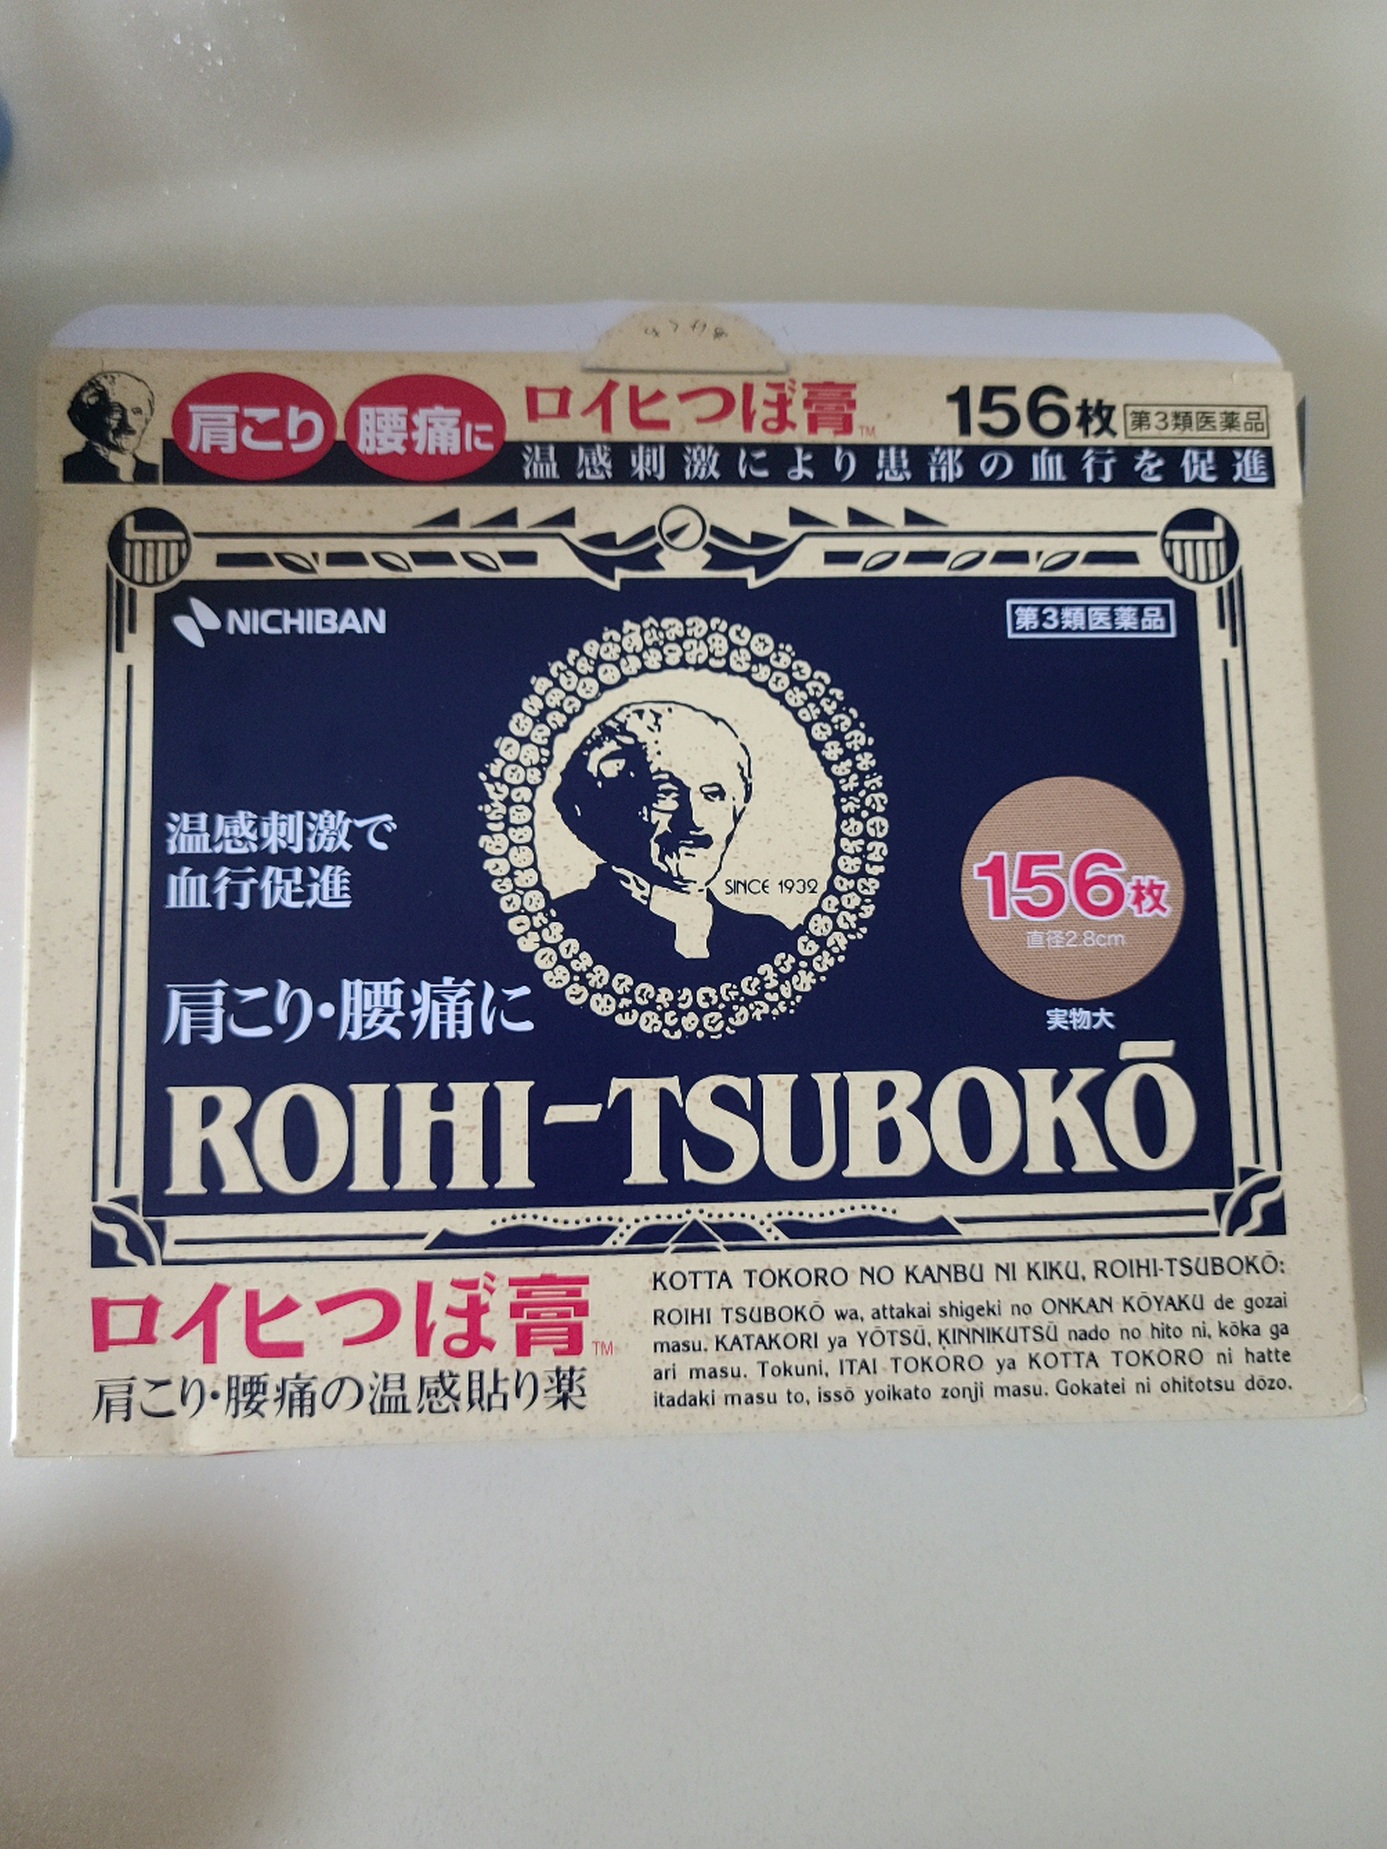 肩こり 腰痛に ロイヒつぼ膏™ 156枚 第3類医薬品
温感刺激により患部の血行を促進
NICHIBAN
第3類医薬品
温感刺激で
血行促進
SINCE 1932
156枚
直径2.8cm
実物大
肩こり・腰痛に
ROIHI-TSUBOKŌ
ロイヒつぼ膏™
肩こり・腰痛の温感貼り薬
KOTTA TOKORO NO KANBU NI KIKU, ROIHI-TSUBOKŌ:
ROIHI TSUBOKŌ wa, attakai shigeki no ONKAN KŌYAKU de gozai
masu. KATAKORI ya YŌTSŪ, KINNIKUTSŪ nado no hito ni, kōka ga
ari masu. Tokuni, ITAI TOKORO ya KOTTA TOKORO ni hatte
itadaki masu to, issō yoikato zonji masu. Gokatei ni ohitotsu dōzo.